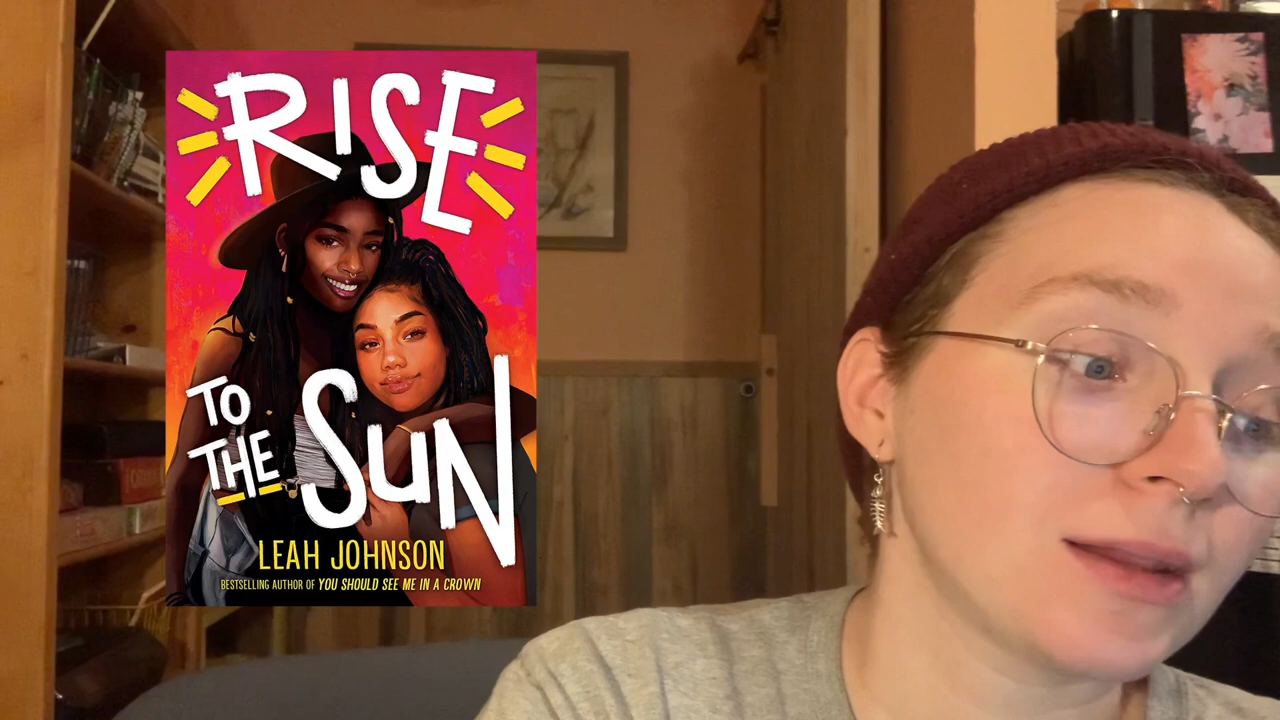 RISE
TO
THE
SUN
LEAH JOHNSON
BESTSELLING AUTHOR OF YOU SHOULD SEE ME IN A CROWN